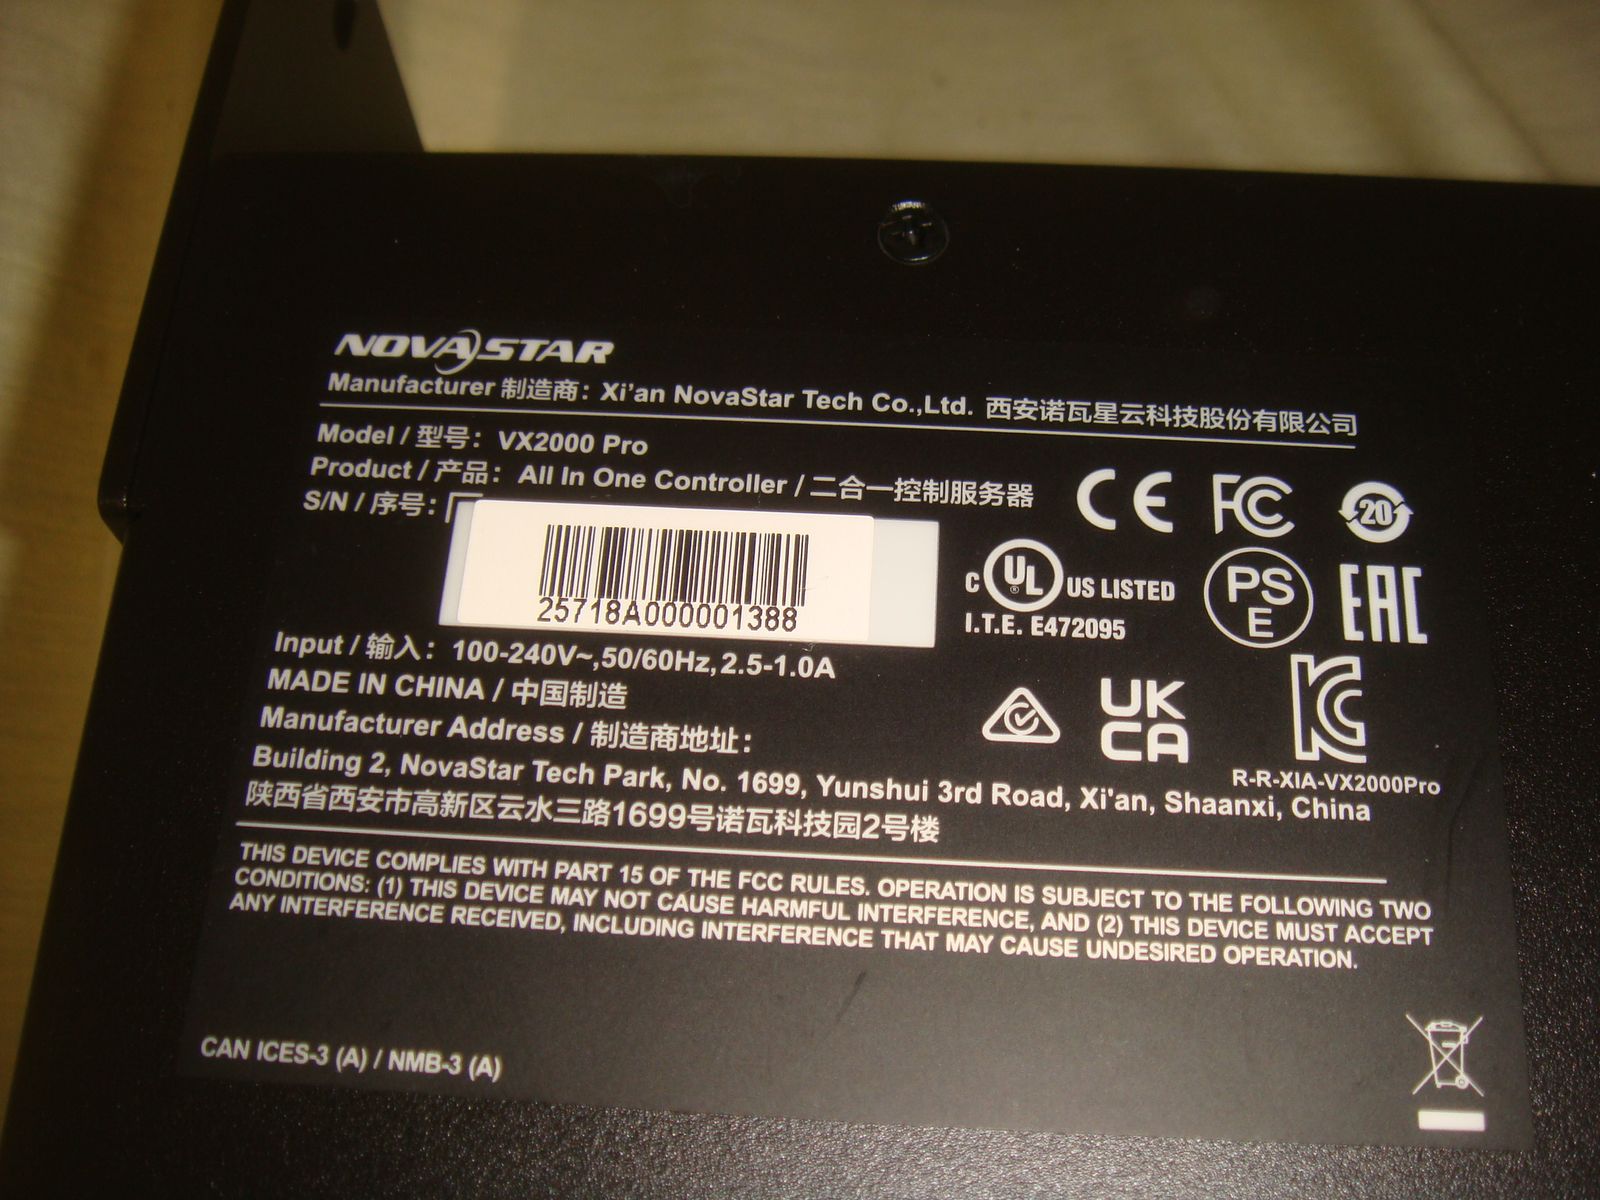 NOVASTAR
Manufacturer 制造商：Xi'an NovaStar Tech Co.,Ltd. 西安诺瓦星云科技股份有限公司
Model / 型号：VX2000 Pro
Product / 产品：All In One Controller / 二合一控制服务器
S/N / 序号：
25718A000001388
CE FC 20
C UL ® US LISTED
I.T.E. E472095
PS
E
EAC
Input / 输入：100-240V~,50/60Hz,2.5-1.0A
MADE IN CHINA / 中国制造
UK
CA
KC
R-R-XIA-VX2000Pro
Manufacturer Address / 制造商地址：
Building 2, NovaStar Tech Park, No. 1699, Yunshui 3rd Road, Xi'an, Shaanxi, China
陕西省西安市高新区云水三路1699号诺瓦科技园2号楼
THIS DEVICE COMPLIES WITH PART 15 OF THE FCC RULES. OPERATION IS SUBJECT TO THE FOLLOWING TWO
CONDITIONS: (1) THIS DEVICE MAY NOT CAUSE HARMFUL INTERFERENCE, AND (2) THIS DEVICE MUST ACCEPT
ANY INTERFERENCE RECEIVED, INCLUDING INTERFERENCE THAT MAY CAUSE UNDESIRED OPERATION.
CAN ICES-3 (A) / NMB-3 (A)